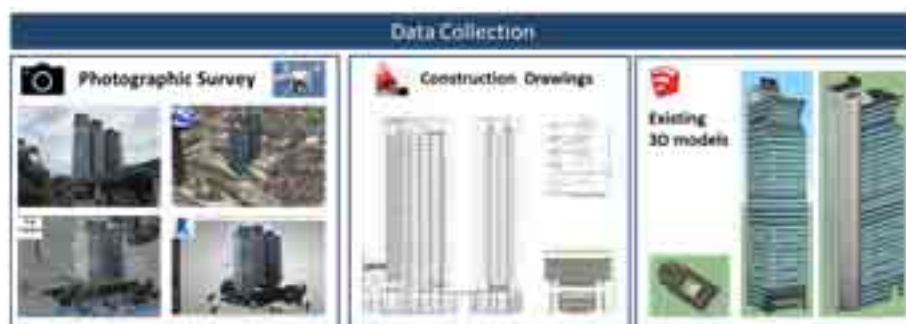 Data Collection
Photographic Survey
Construction Drawings
Existing
3D models